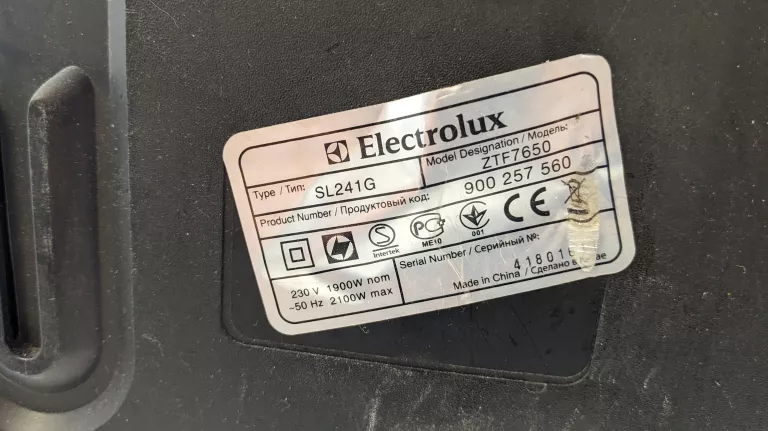 Electrolux
Type / Тип: SL241G
Model Designation / Модель:
ZTF7650
Product Number / Продуктовый код: 900 257 560
Intertek
ME10
001
CE
230 V 1900W nom
~50 Hz 2100W max
Serial Number / Серийный №:
Made in China / Сделано в